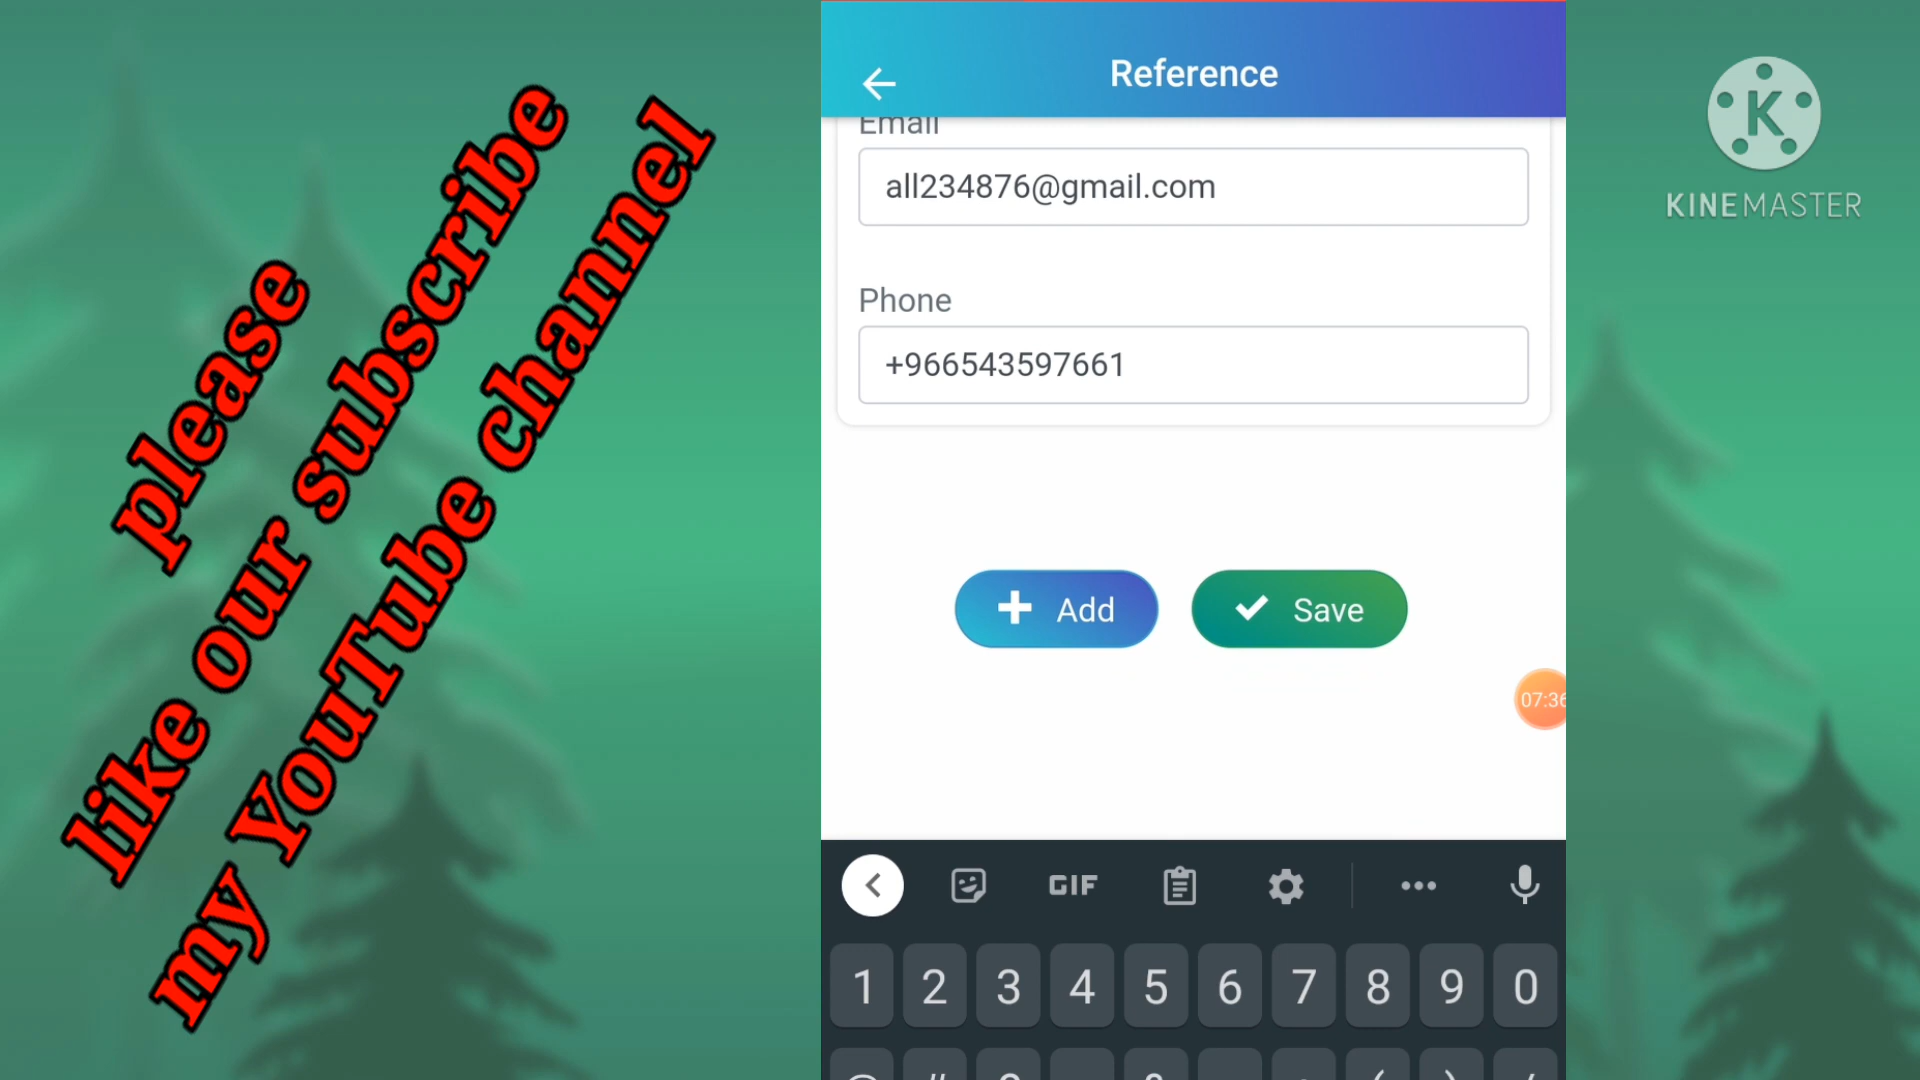 please
like our subscribe
my YouTube channel
Reference
Email
all234876@gmail.com
Phone
+966543597661
Add
Save
07:36
GIF
1 2 3 4 5 6 7 8 9 0
K
KINEMASTER